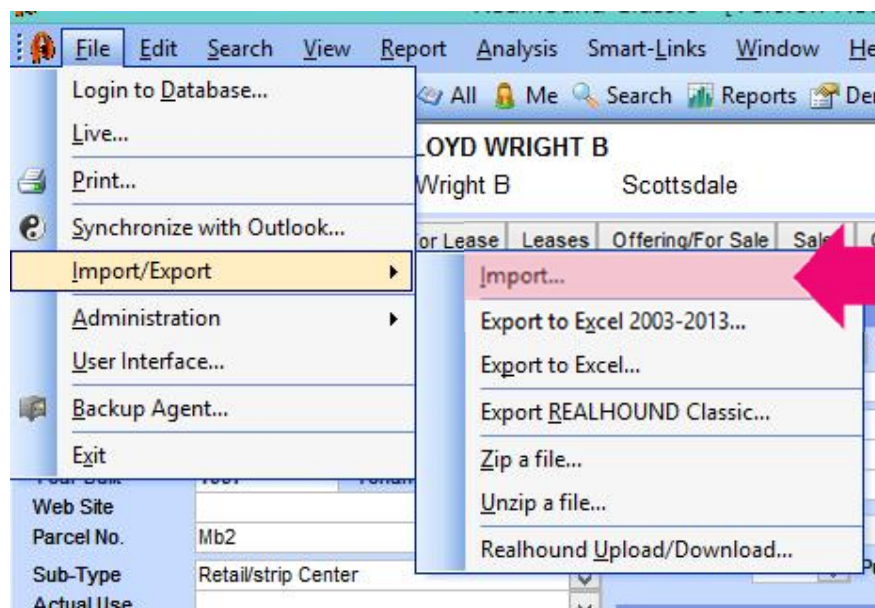 File Edit Search View Report Analysis Smart-Links Window
All Me Search Reports
Login to Database...
Live...
LOYD WRIGHT B
Print...
Wright B Scottsdale
Synchronize with Outlook...
or Lease Leases Offering/For Sale Sale
Import/Export
Import...
Administration
Export to Excel 2003-2013...
User Interface...
Export to Excel...
Backup Agent...
Export REALHOUND Classic...
Exit
Zip a file...
Web Site
Unzip a file...
Parcel No. Mb2
Realhound Upload/Download...
Sub-Type Retail/strip Center
Actual Use